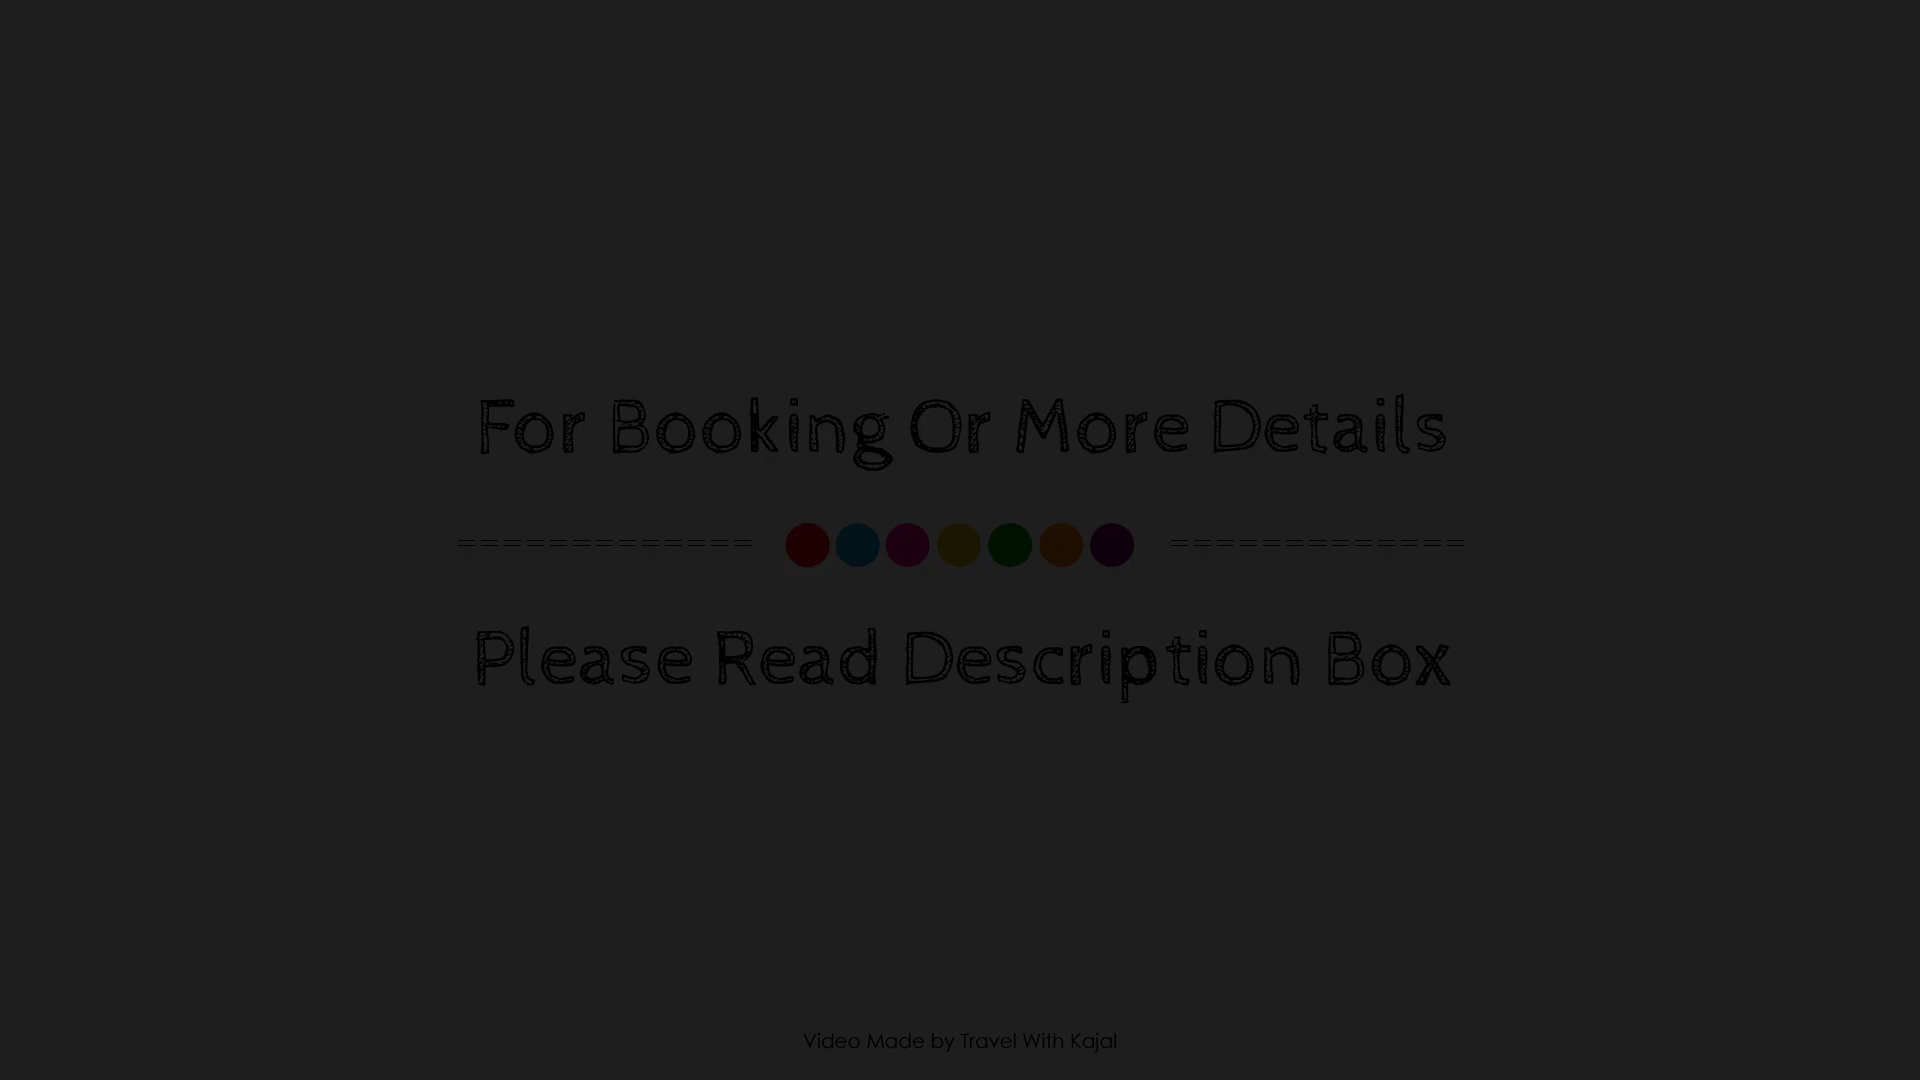 For Booking Or More Details
============= =============
Please Read Description Box
Video Made by Travel With Kajal